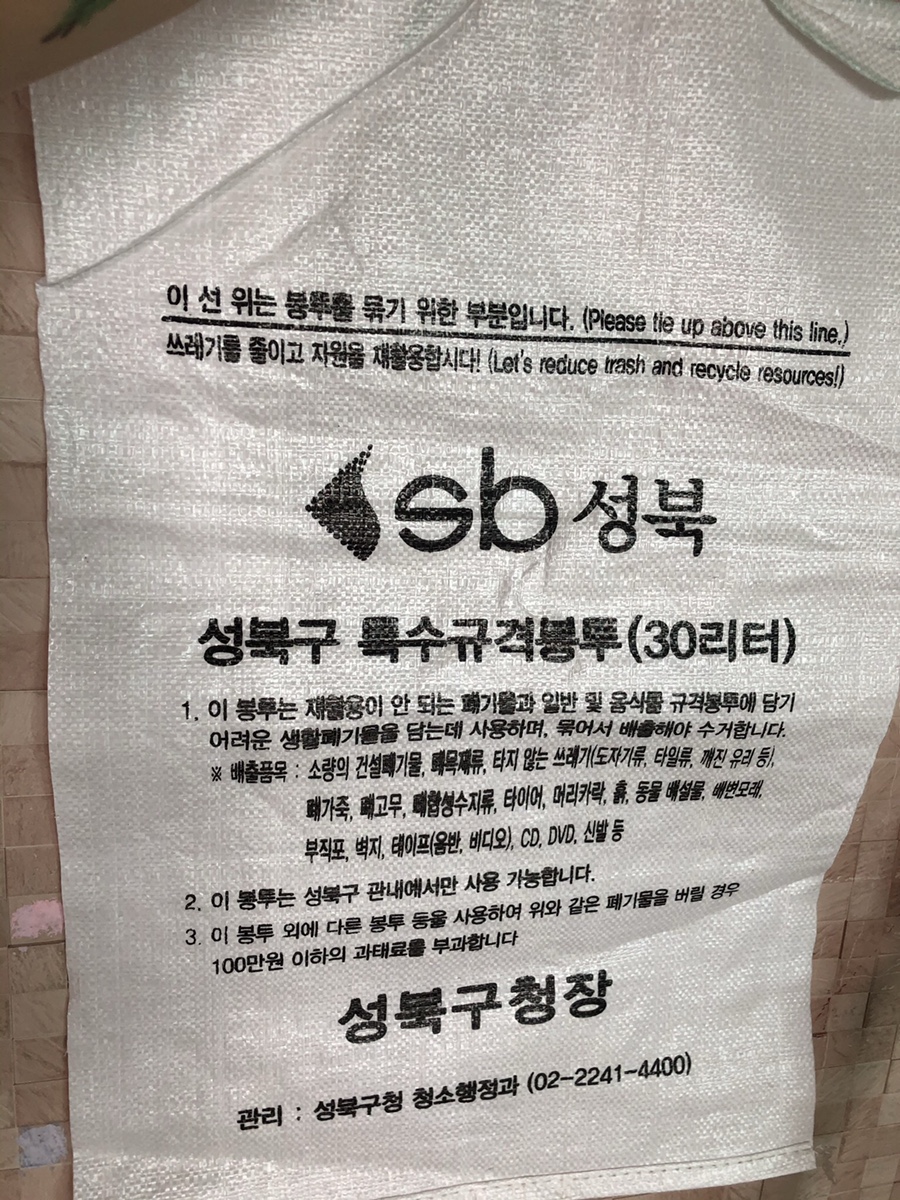 이 선 위는 봉투를 묶기 위한 부분입니다. (Please tie up above this line.)
쓰레기를 줄이고 자원을 재활용합시다! (Let's reduce trash and recycle resources!)
sb 성북
성북구 특수규격봉투(30리터)
1. 이 봉투는 재활용이 안 되는 폐기물과 일반 및 음식물 규격봉투에 담기
어려운 생활폐기물을 담는데 사용하며, 묶어서 배출해야 수거합니다.
※ 배출품목 : 소량의 건설폐기물, 폐목재류, 타지 않는 쓰레기(도자기류, 타일류, 깨진 유리 등),
폐가죽, 폐고무, 폐합성수지류, 타이어, 머리카락, 흙, 동물 배설물, 배변모래,
부직포, 벽지, 테이프(음반, 비디오), CD, DVD, 신발 등
2. 이 봉투는 성북구 관내에서만 사용 가능합니다.
3. 이 봉투 외에 다른 봉투 등을 사용하여 위와 같은 폐기물을 버릴 경우
100만원 이하의 과태료를 부과합니다
성북구청장
관리 : 성북구청 청소행정과 (02-2241-4400)